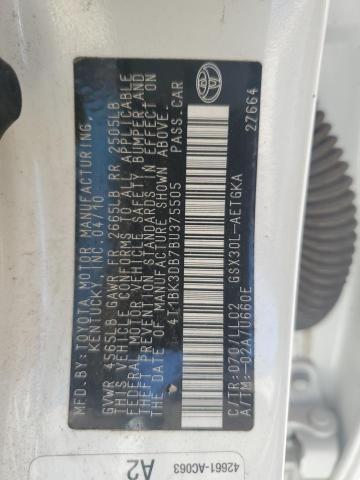 MFD. BY: TOYOTA MOTOR MANUFACTURING,
KENTUCKY, INC. 04/10
GVWR 4565LB GAWR FR 2665LB RR 2505LB
THIS VEHICLE CONFORMS TO ALL APPLICABLE
FEDERAL MOTOR VEHICLE SAFETY, BUMPER, AND
THEFT PREVENTION STANDARDS IN EFFECT ON
THE DATE OF MANUFACTURE SHOWN ABOVE.
4T1BK3DB7BU375505 PASS.CAR
C/TR:070/LL02 GSX30L-AETGKA
A/TM:-02A/U660E 27664
42661-AC063
A2